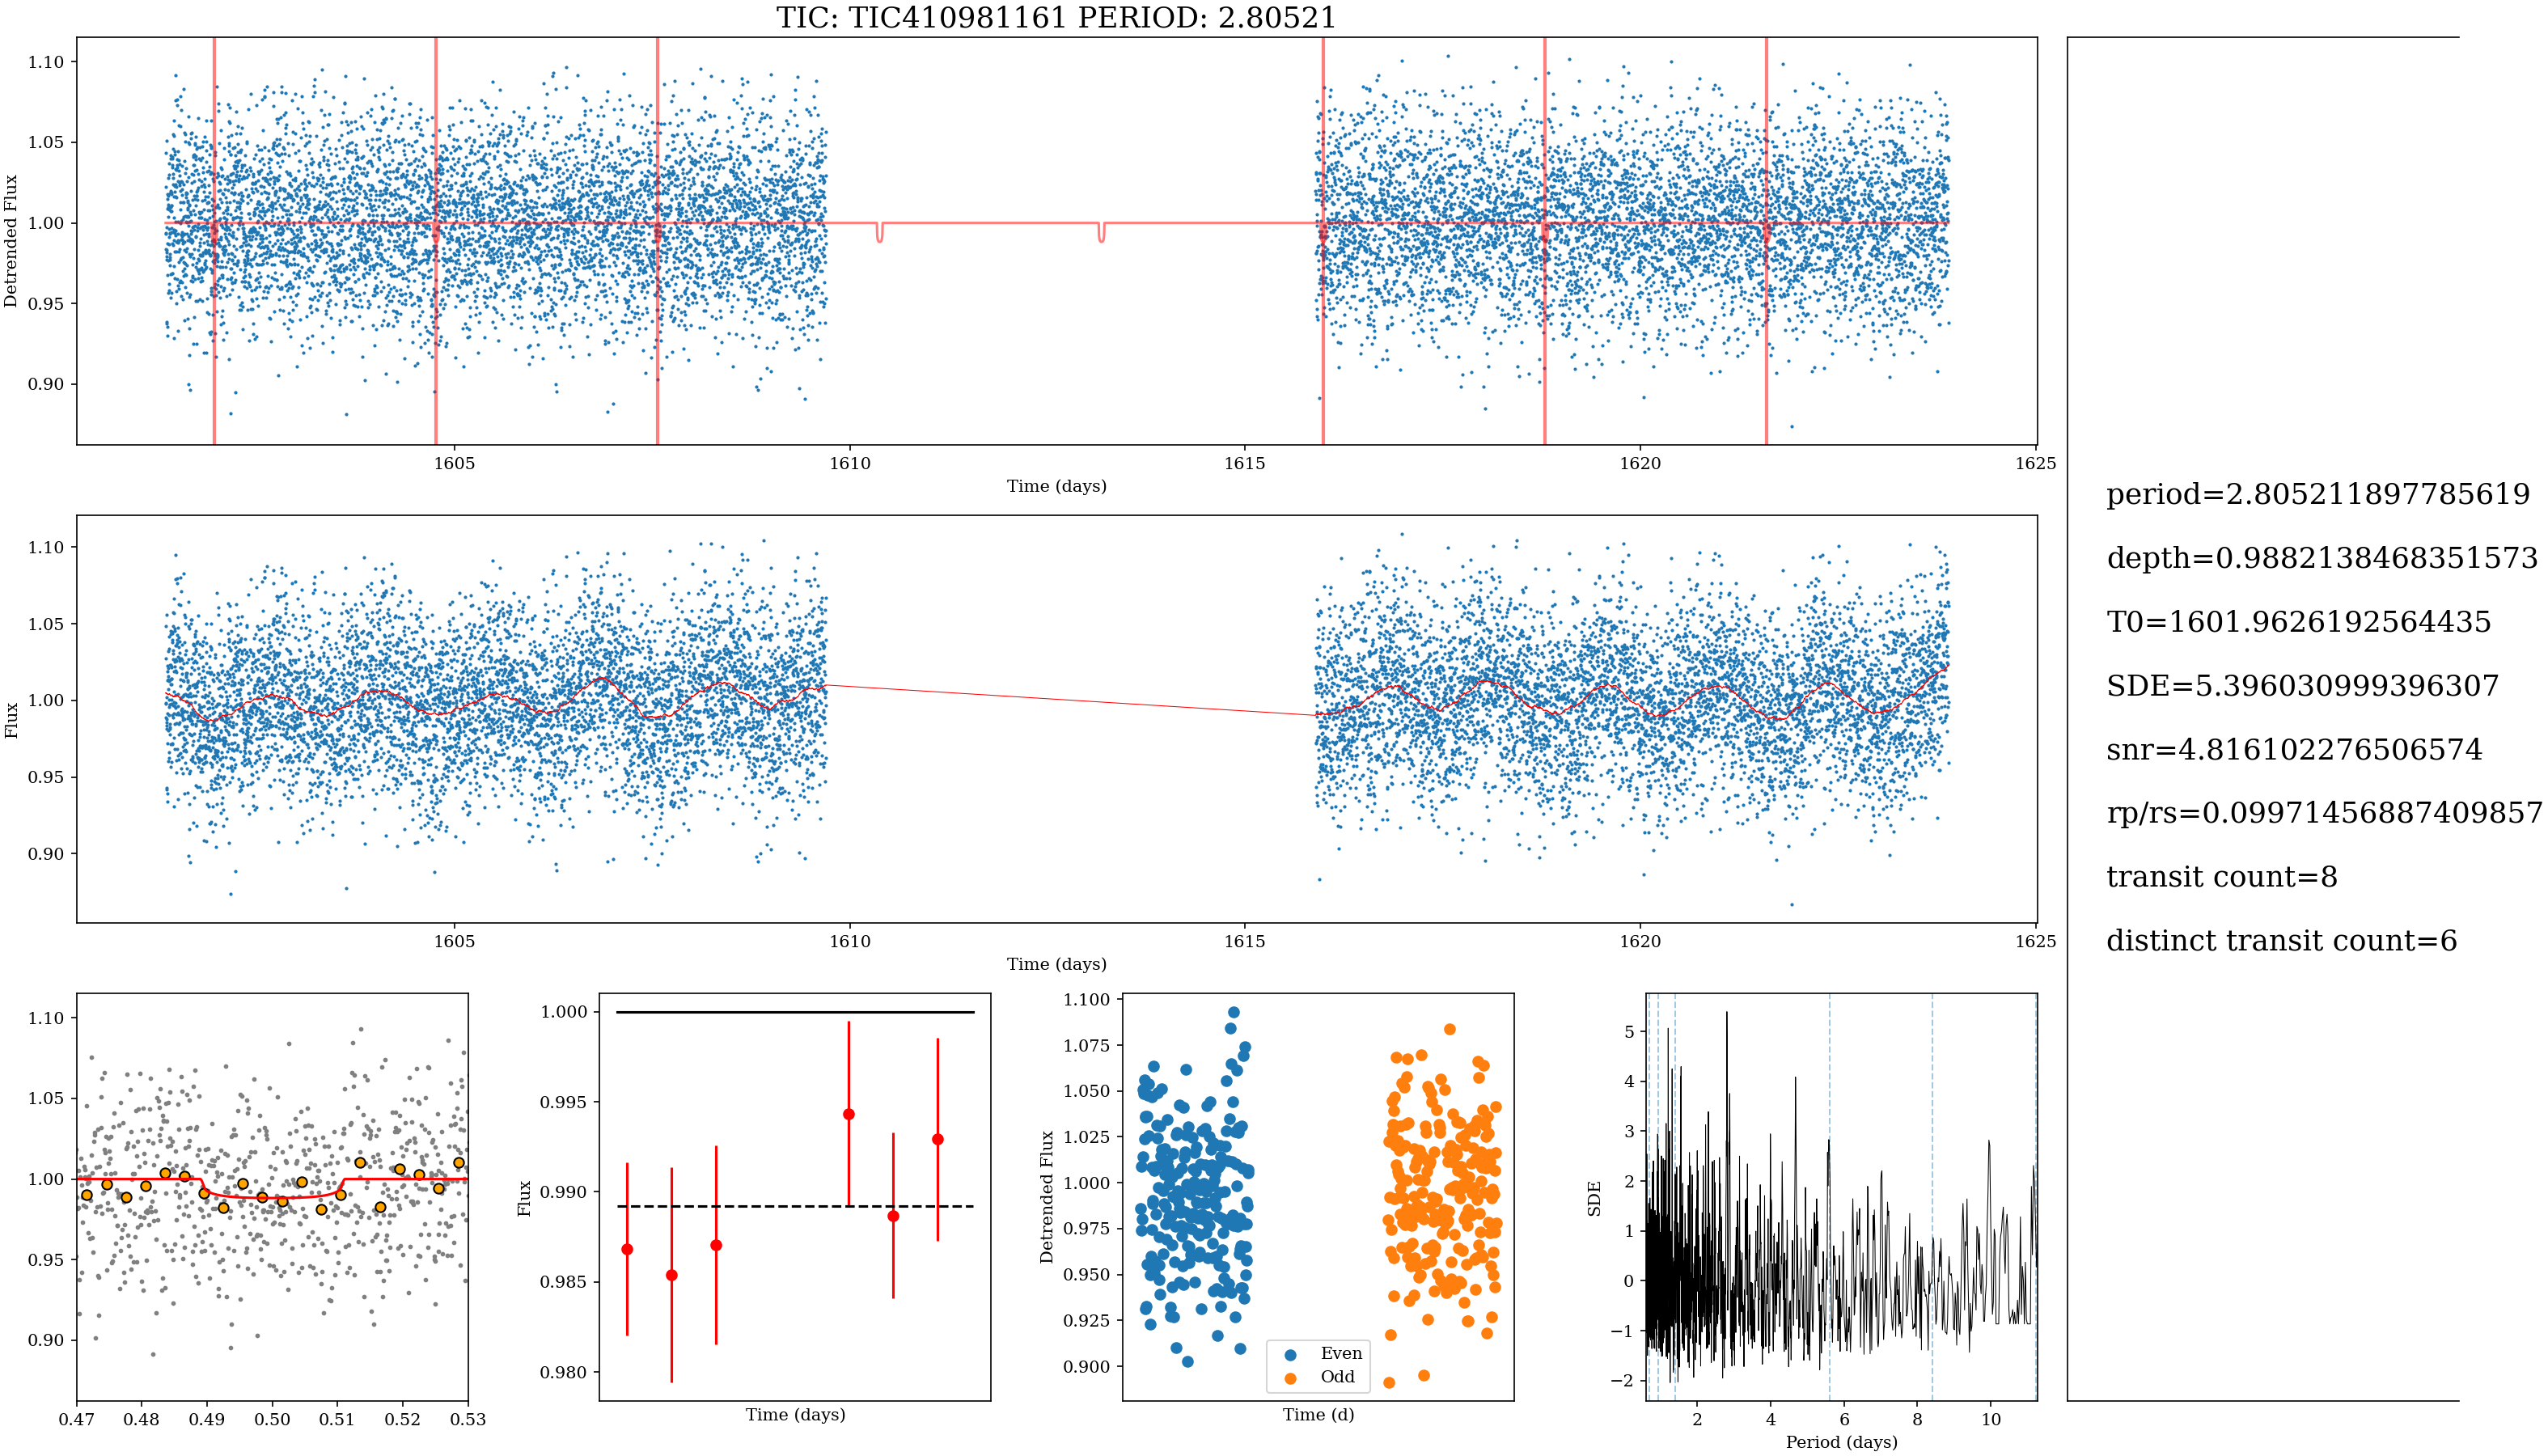 TIC: TIC410981161 PERIOD: 2.80521
1.10
1.05
1.00
0.95
0.90
Detrended Flux
1605
1610
1615
1620
1625
Time (days)
1.10
1.05
1.00
0.95
0.90
Flux
1605
1610
1615
1620
1625
Time (days)
period=2.805211897785619
depth=0.9882138468351573
T0=1601.9626192564435
SDE=5.396030999396307
snr=4.816102276506574
rp/rs=0.09971456887409857
transit count=8
distinct transit count=6
1.10
1.05
1.00
0.95
0.90
0.47
0.48
0.49
0.50
0.51
0.52
0.53
1.000
0.995
0.990
0.985
0.980
Flux
Time (days)
1.100
1.075
1.050
1.025
1.000
0.975
0.950
0.925
0.900
Detrended Flux
Even
Odd
Time (d)
5
4
3
2
1
0
−1
−2
SDE
2
4
6
8
10
Period (days)